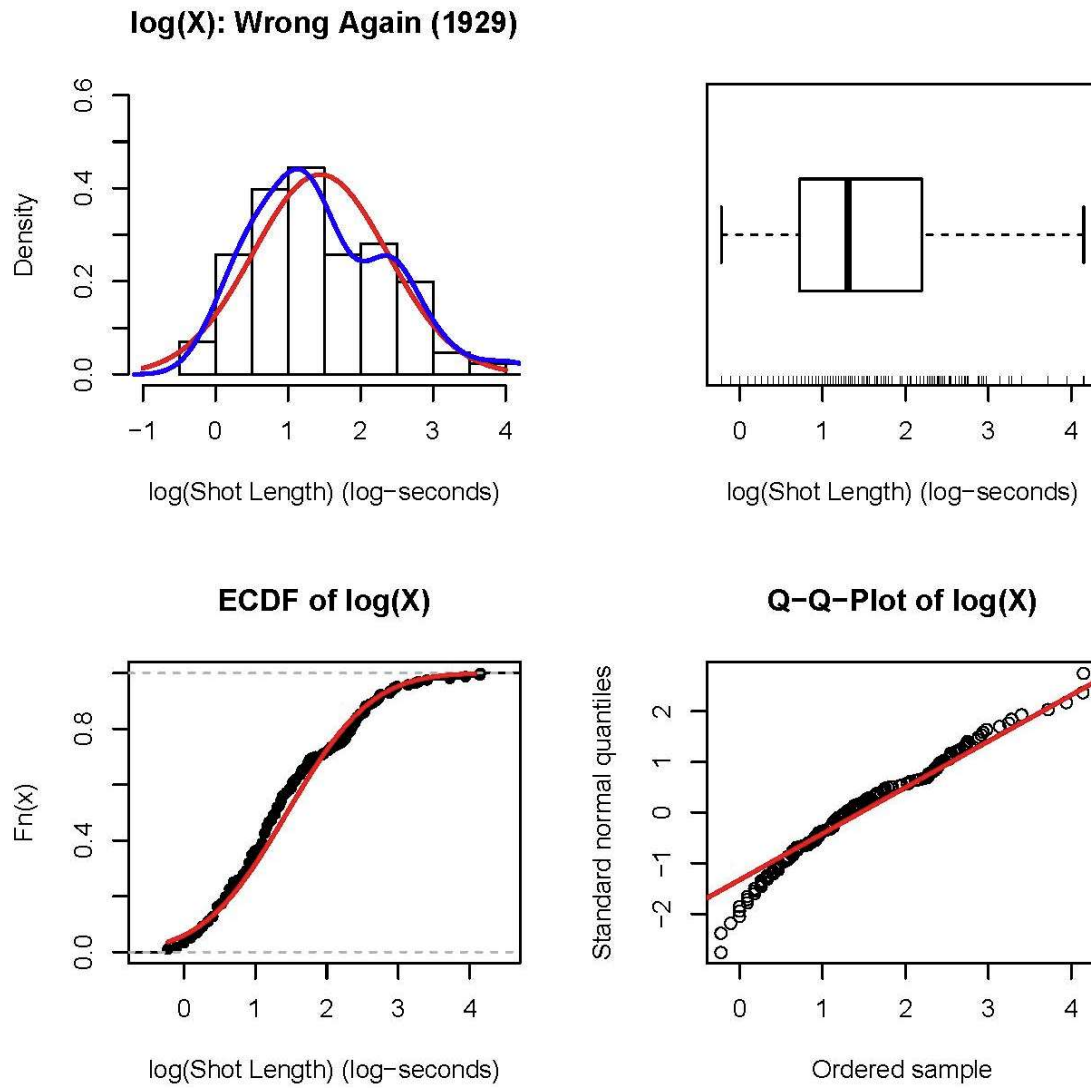 log(X): Wrong Again (1929)
Density
0.0 0.2 0.4 0.6
−1 0 1 2 3 4
log(Shot Length) (log−seconds)
0 1 2 3 4
log(Shot Length) (log−seconds)
ECDF of log(X)
Fn(x)
0.0 0.4 0.8
0 1 2 3 4
log(Shot Length) (log−seconds)
Q−Q−Plot of log(X)
Standard normal quantiles
−2 −1 0 1 2
0 1 2 3 4
Ordered sample